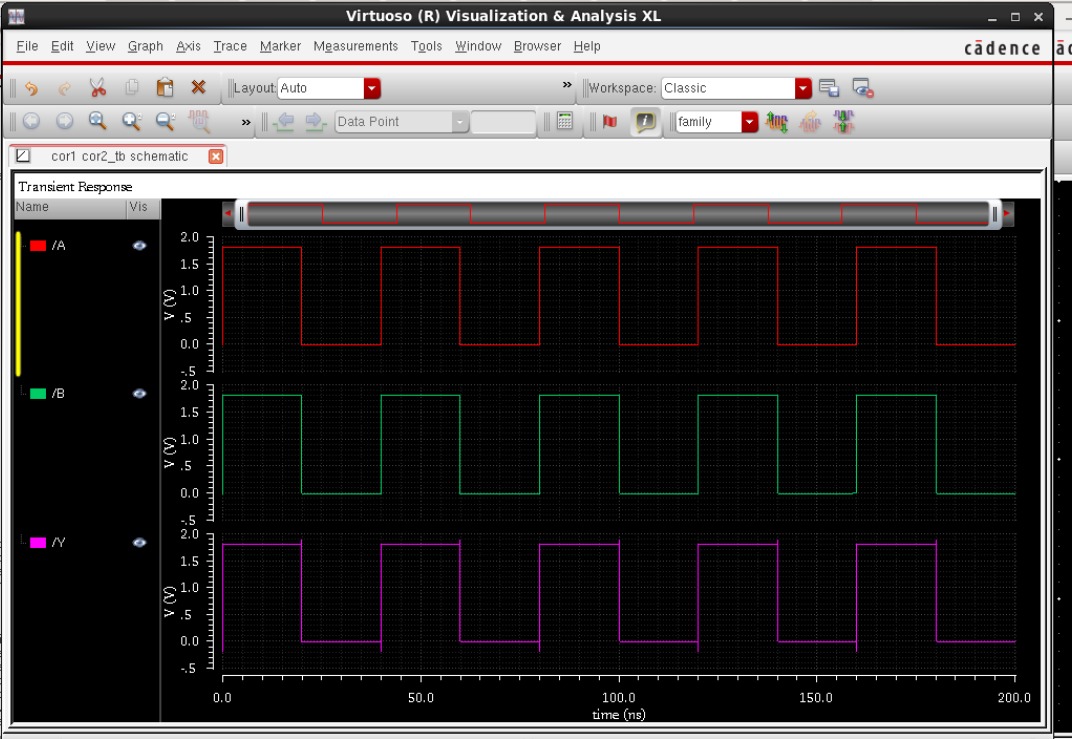 Virtuoso (R) Visualization & Analysis XL
File Edit View Graph Axis Trace Marker Measurements Tools Window Browser Help
cādence
Layout: Auto
» Workspace: Classic
» Data Point
family
cor1 cor2_tb schematic
Transient Response
Name Vis
/A
2.0
1.5
1.0
.5
0.0
-.5
V (V)
/B
2.0
1.5
1.0
.5
0.0
-.5
V (V)
/Y
2.0
1.5
1.0
.5
0.0
-.5
V (V)
0.0 50.0 100.0 150.0 200.0
time (ns)